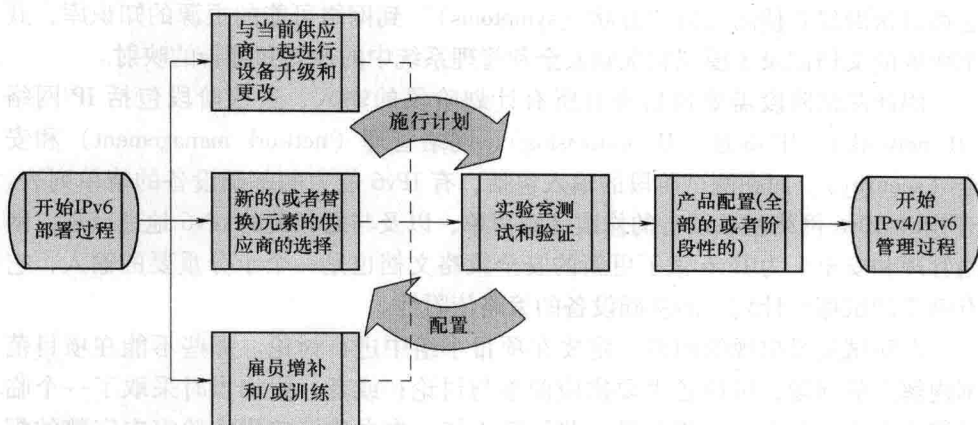 与当前供应
商一起进行
设备升级和
更改
施行计划
开始IPv6
部署过程
新的(或者替
换)元素的供
应商的选择
实验室测
试和验证
产品配置(全
部的或者阶
段性的)
开始
IPv4/IPv6
管理过程
配置
雇员增补
和/或训练